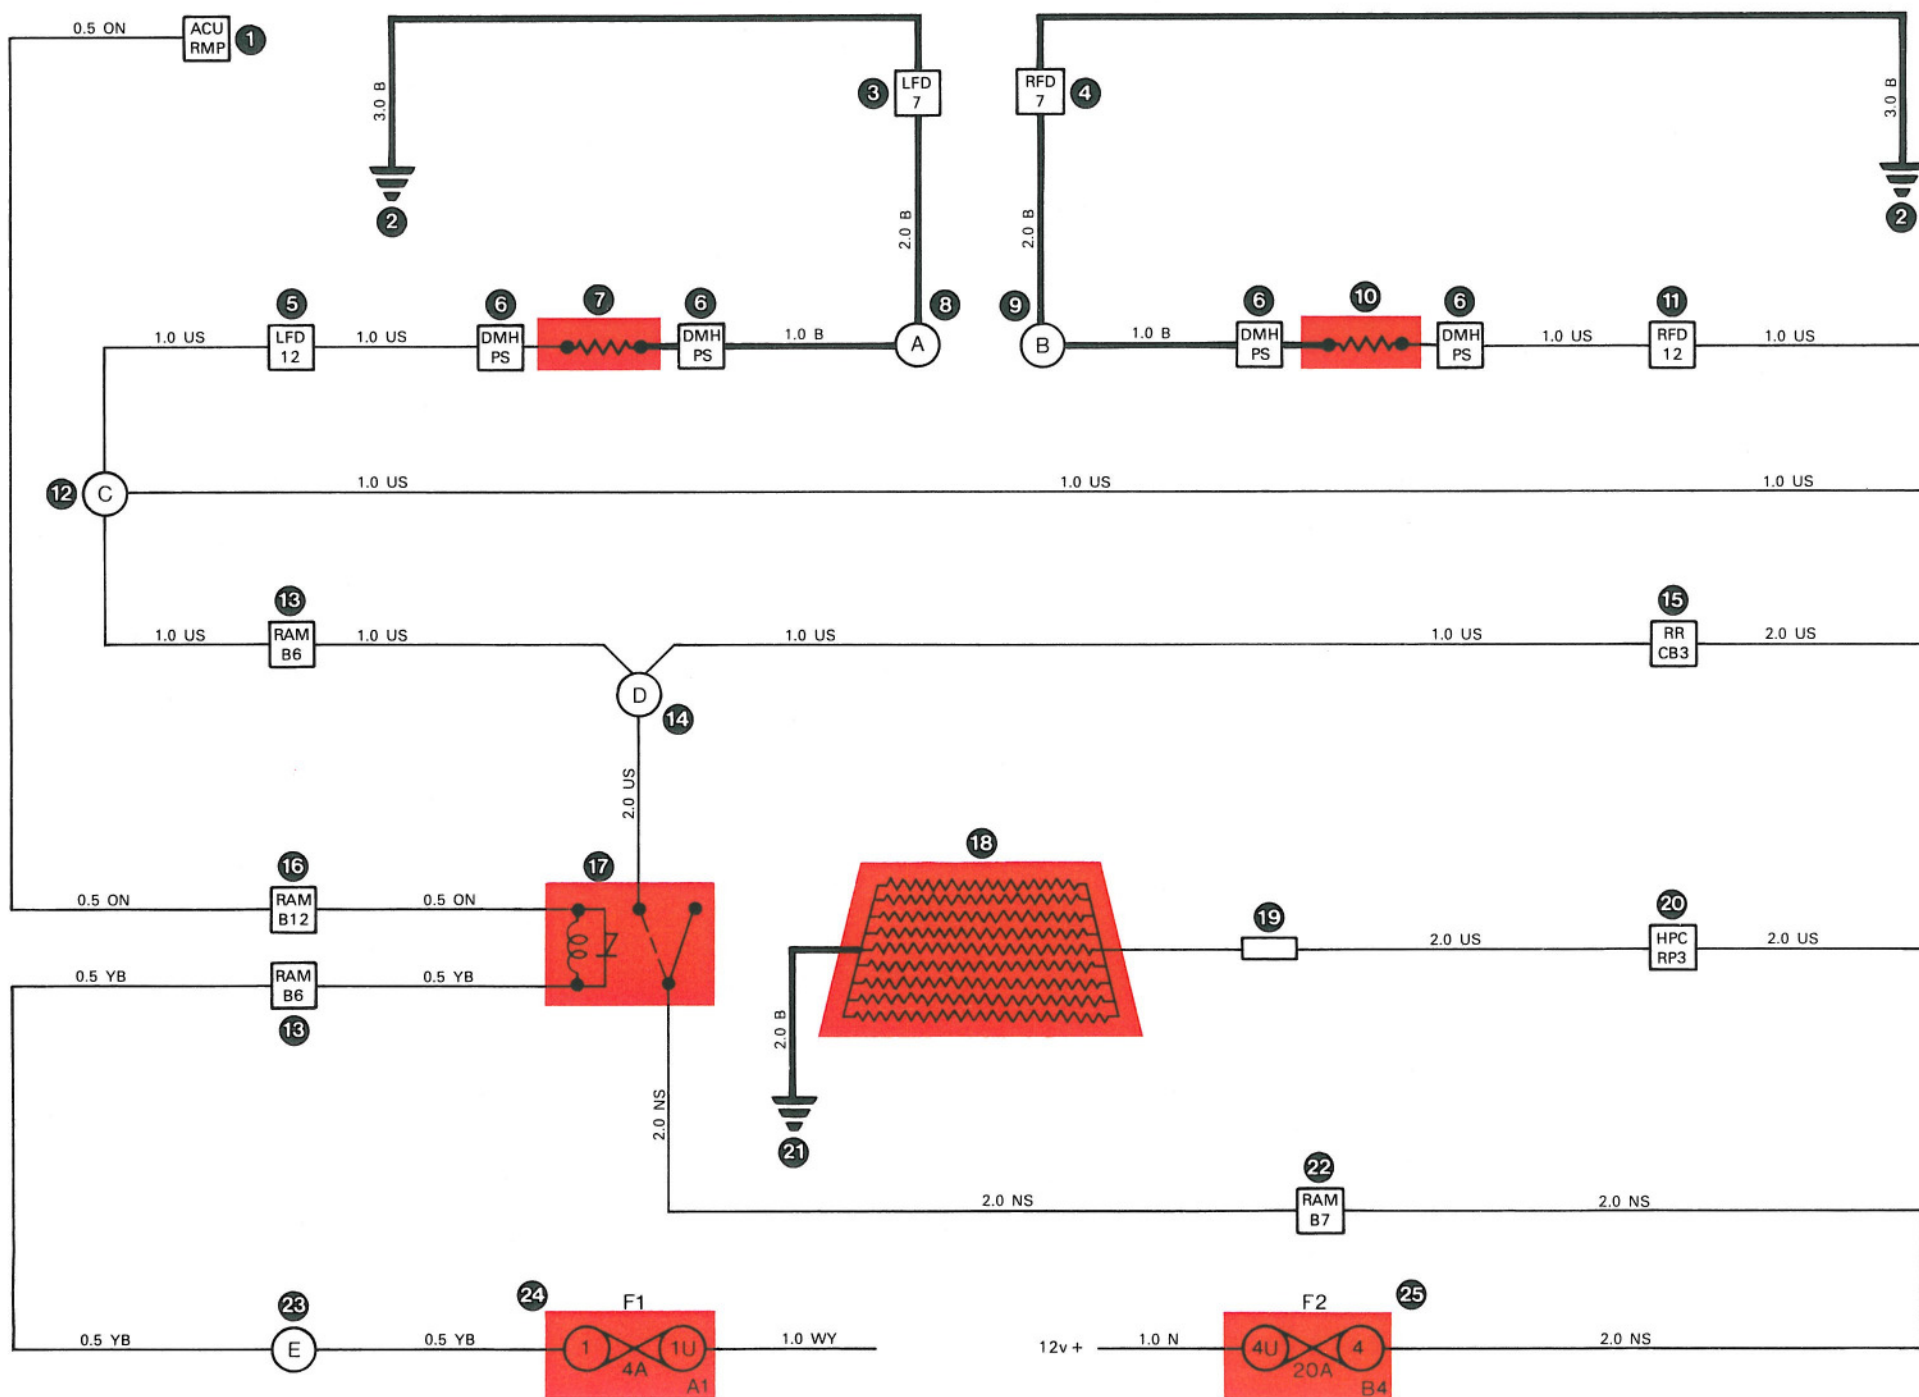 0.5 ON
ACU
RMP
1
3.0 B
2
3
LFD
7
2.0 B
RFD
7
4
2.0 B
3.0 B
2
1.0 US
5
LFD
12
1.0 US
6
DMH
PS
7
6
DMH
PS
1.0 B
8
A
9
B
1.0 B
6
DMH
PS
10
6
DMH
PS
1.0 US
11
RFD
12
1.0 US
12
C
1.0 US
1.0 US
1.0 US
1.0 US
13
RAM
B6
1.0 US
D
14
1.0 US
1.0 US
15
RR
CB3
2.0 US
2.0 US
0.5 ON
16
RAM
B12
0.5 ON
17
18
19
2.0 US
20
HPC
RP3
2.0 US
0.5 YB
RAM
B6
13
0.5 YB
2.0 B
21
2.0 NS
2.0 NS
22
RAM
B7
2.0 NS
0.5 YB
23
E
0.5 YB
24
F1
1
4A
1U
A1
1.0 WY
12v +
1.0 N
F2
25
4U
20A
4
B4
2.0 NS